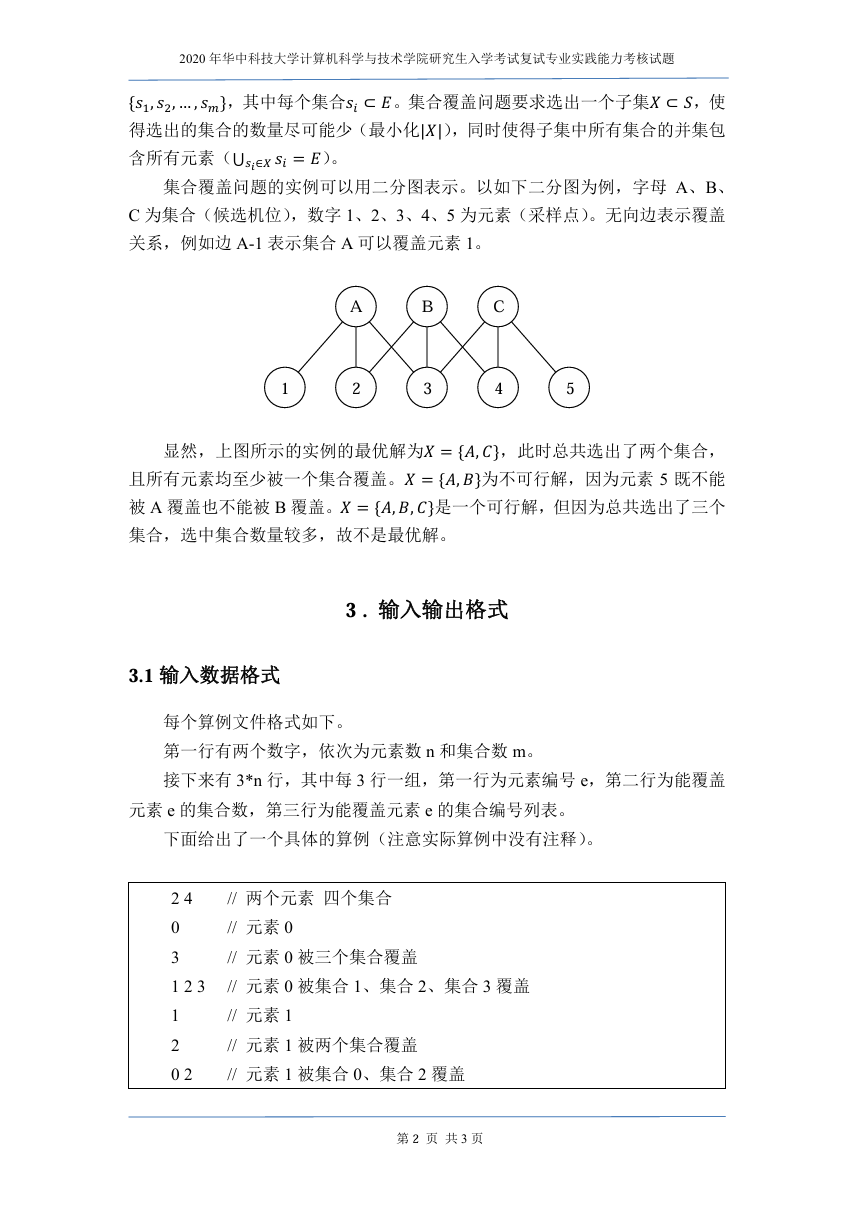 2020 年华中科技大学计算机科学与技术学院研究生入学考试复试专业实践能力考核试题
{𝑠₁, 𝑠₂, … , 𝑠ₘ}，其中每个集合𝑠ᵢ ⊂ 𝐸。集合覆盖问题要求选出一个子集𝑋 ⊂ 𝑆，使
得选出的集合的数量尽可能少（最小化|𝑋|），同时使得子集中所有集合的并集包
含所有元素（⋃𝑠ᵢ∈𝑋 𝑠ᵢ = 𝐸）。
集合覆盖问题的实例可以用二分图表示。以如下二分图为例，字母 A、B、
C 为集合（候选机位），数字 1、2、3、4、5 为元素（采样点）。无向边表示覆盖
关系，例如边 A-1 表示集合 A 可以覆盖元素 1。
A B C
1 2 3 4 5
显然，上图所示的实例的最优解为𝑋 = {𝐴, 𝐶}，此时总共选出了两个集合，
且所有元素均至少被一个集合覆盖。𝑋 = {𝐴, 𝐵}为不可行解，因为元素 5 既不能
被 A 覆盖也不能被 B 覆盖。𝑋 = {𝐴, 𝐵, 𝐶}是一个可行解，但因为总共选出了三个
集合，选中集合数量较多，故不是最优解。
3 . 输入输出格式
3.1 输入数据格式
每个算例文件格式如下。
第一行有两个数字，依次为元素数 n 和集合数 m。
接下来有 3*n 行，其中每 3 行一组，第一行为元素编号 e，第二行为能覆盖
元素 e 的集合数，第三行为能覆盖元素 e 的集合编号列表。
下面给出了一个具体的算例（注意实际算例中没有注释）。
2 4 // 两个元素 四个集合
0 // 元素 0
3 // 元素 0 被三个集合覆盖
1 2 3 // 元素 0 被集合 1、集合 2、集合 3 覆盖
1 // 元素 1
2 // 元素 1 被两个集合覆盖
0 2 // 元素 1 被集合 0、集合 2 覆盖
第 2 页 共 3 页